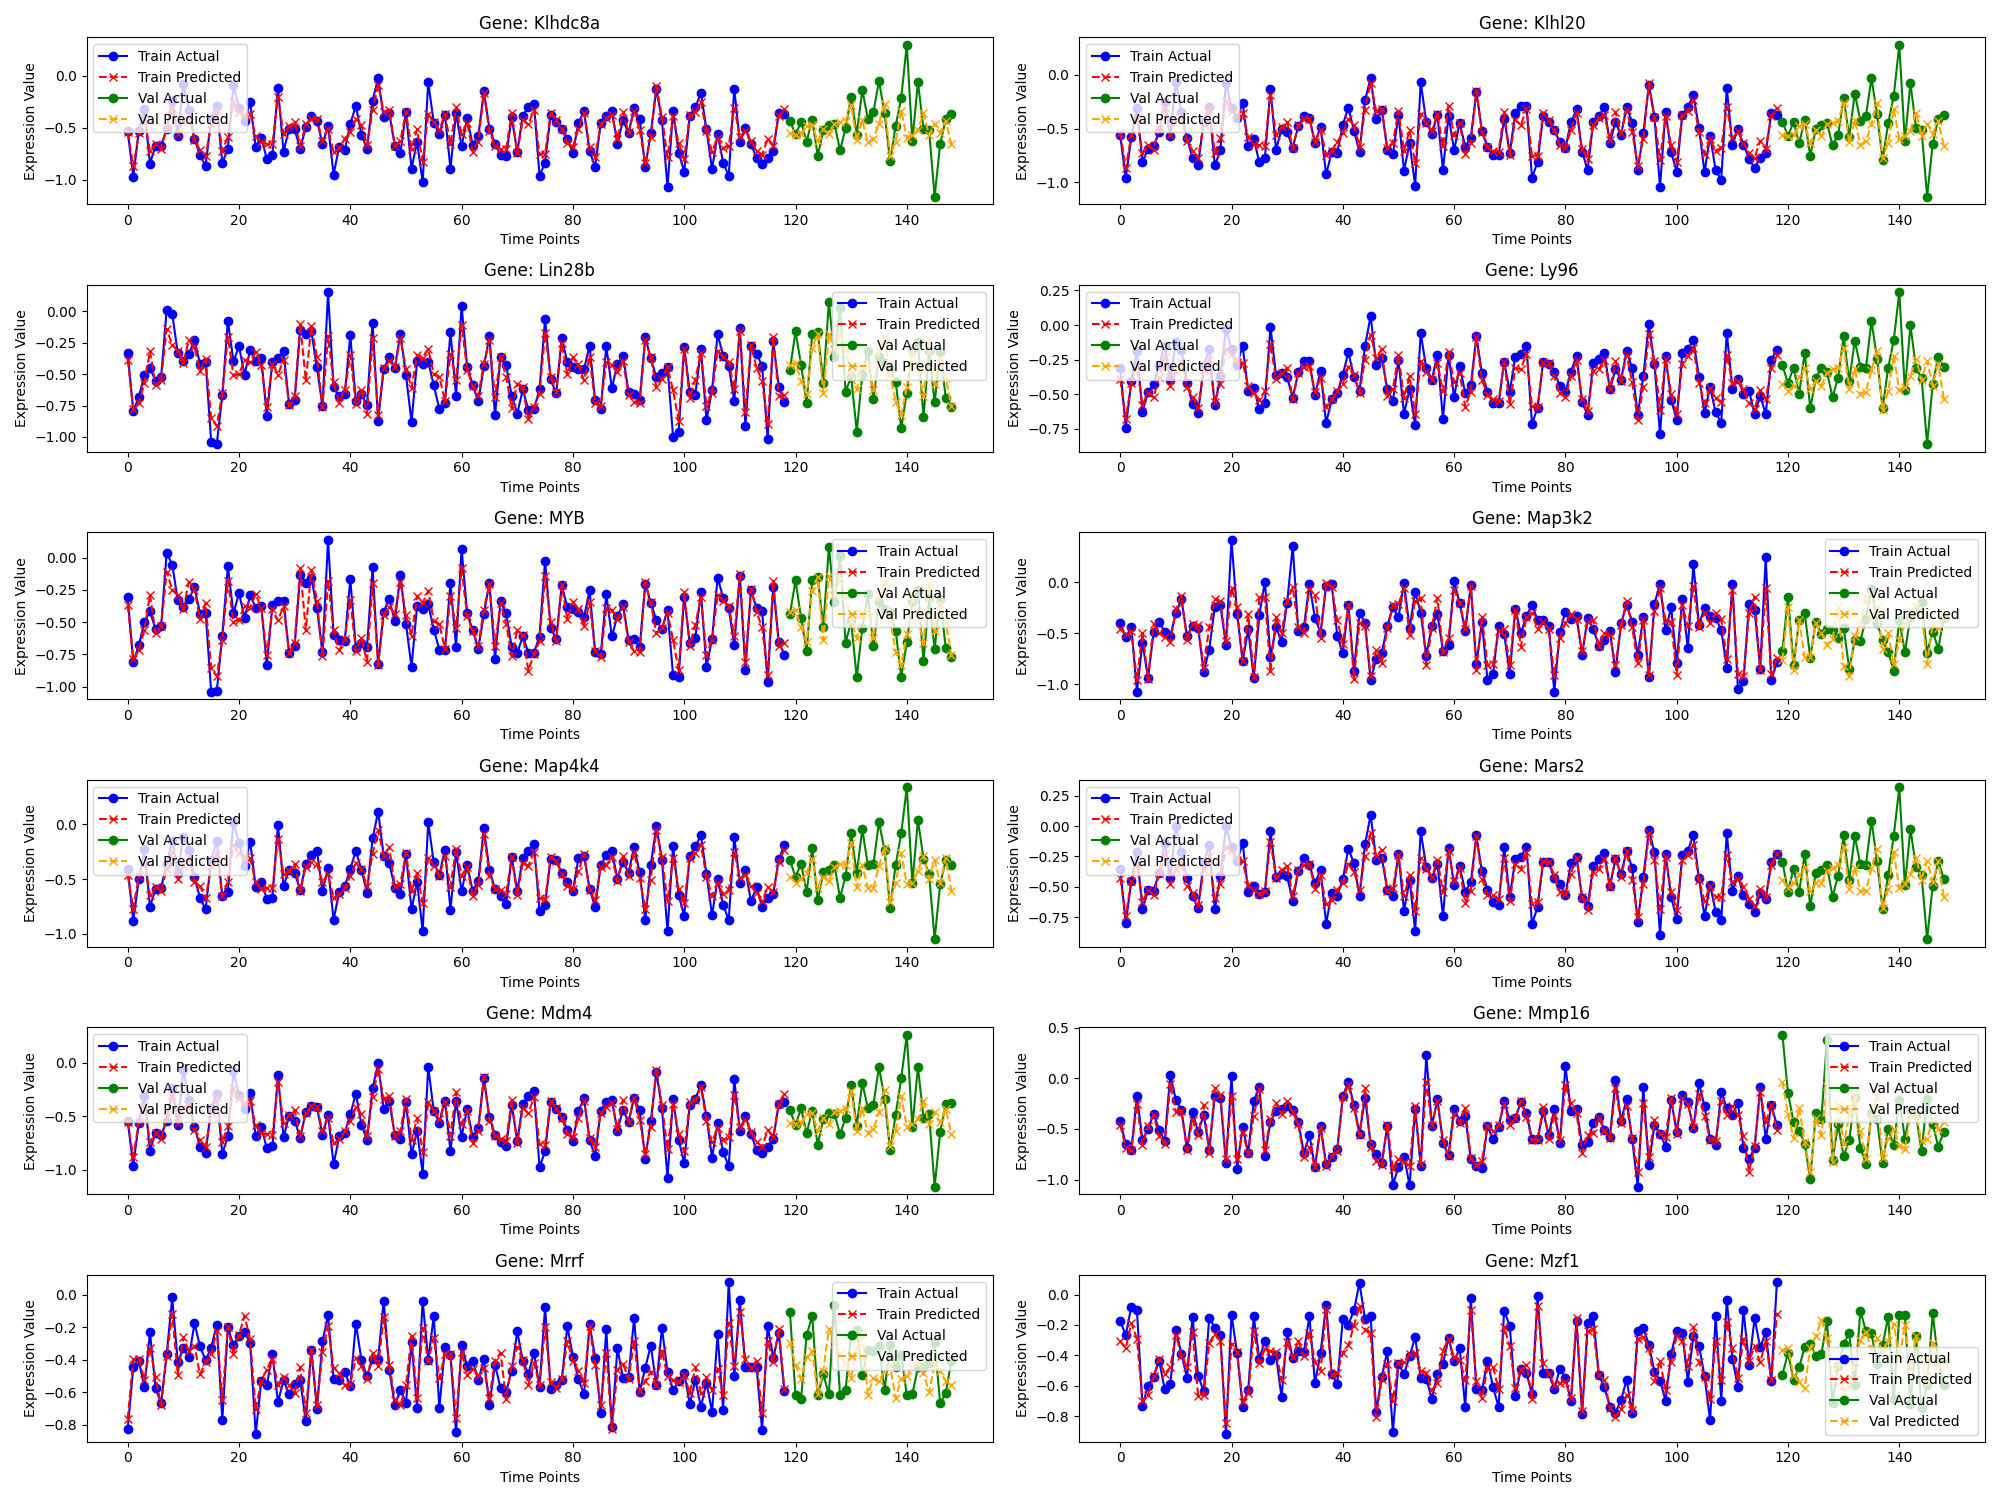 Gene: Klhdc8a
Expression Value
0.0
−0.5
−1.0
Train Actual
Train Predicted
Val Actual
Val Predicted
0 20 40 60 80 100 120 140
Time Points
Gene: Klhl20
Expression Value
0.0
−0.5
−1.0
Train Actual
Train Predicted
Val Actual
Val Predicted
0 20 40 60 80 100 120 140
Time Points
Gene: Lin28b
Expression Value
0.00
−0.25
−0.50
−0.75
−1.00
Train Actual
Train Predicted
Val Actual
Val Predicted
0 20 40 60 80 100 120 140
Time Points
Gene: Ly96
Expression Value
0.25
0.00
−0.25
−0.50
−0.75
Train Actual
Train Predicted
Val Actual
Val Predicted
0 20 40 60 80 100 120 140
Time Points
Gene: MYB
Expression Value
0.00
−0.25
−0.50
−0.75
−1.00
Train Actual
Train Predicted
Val Actual
Val Predicted
0 20 40 60 80 100 120 140
Time Points
Gene: Map3k2
Expression Value
0.0
−0.5
−1.0
Train Actual
Train Predicted
Val Actual
Val Predicted
0 20 40 60 80 100 120 140
Time Points
Gene: Map4k4
Expression Value
0.0
−0.5
−1.0
Train Actual
Train Predicted
Val Actual
Val Predicted
0 20 40 60 80 100 120 140
Time Points
Gene: Mars2
Expression Value
0.25
0.00
−0.25
−0.50
−0.75
Train Actual
Train Predicted
Val Actual
Val Predicted
0 20 40 60 80 100 120 140
Time Points
Gene: Mdm4
Expression Value
0.0
−0.5
−1.0
Train Actual
Train Predicted
Val Actual
Val Predicted
0 20 40 60 80 100 120 140
Time Points
Gene: Mmp16
Expression Value
0.5
0.0
−0.5
−1.0
Train Actual
Train Predicted
Val Actual
Val Predicted
0 20 40 60 80 100 120 140
Time Points
Gene: Mrrf
Expression Value
0.0
−0.2
−0.4
−0.6
−0.8
Train Actual
Train Predicted
Val Actual
Val Predicted
0 20 40 60 80 100 120 140
Time Points
Gene: Mzf1
Expression Value
0.0
−0.2
−0.4
−0.6
−0.8
Train Actual
Train Predicted
Val Actual
Val Predicted
0 20 40 60 80 100 120 140
Time Points